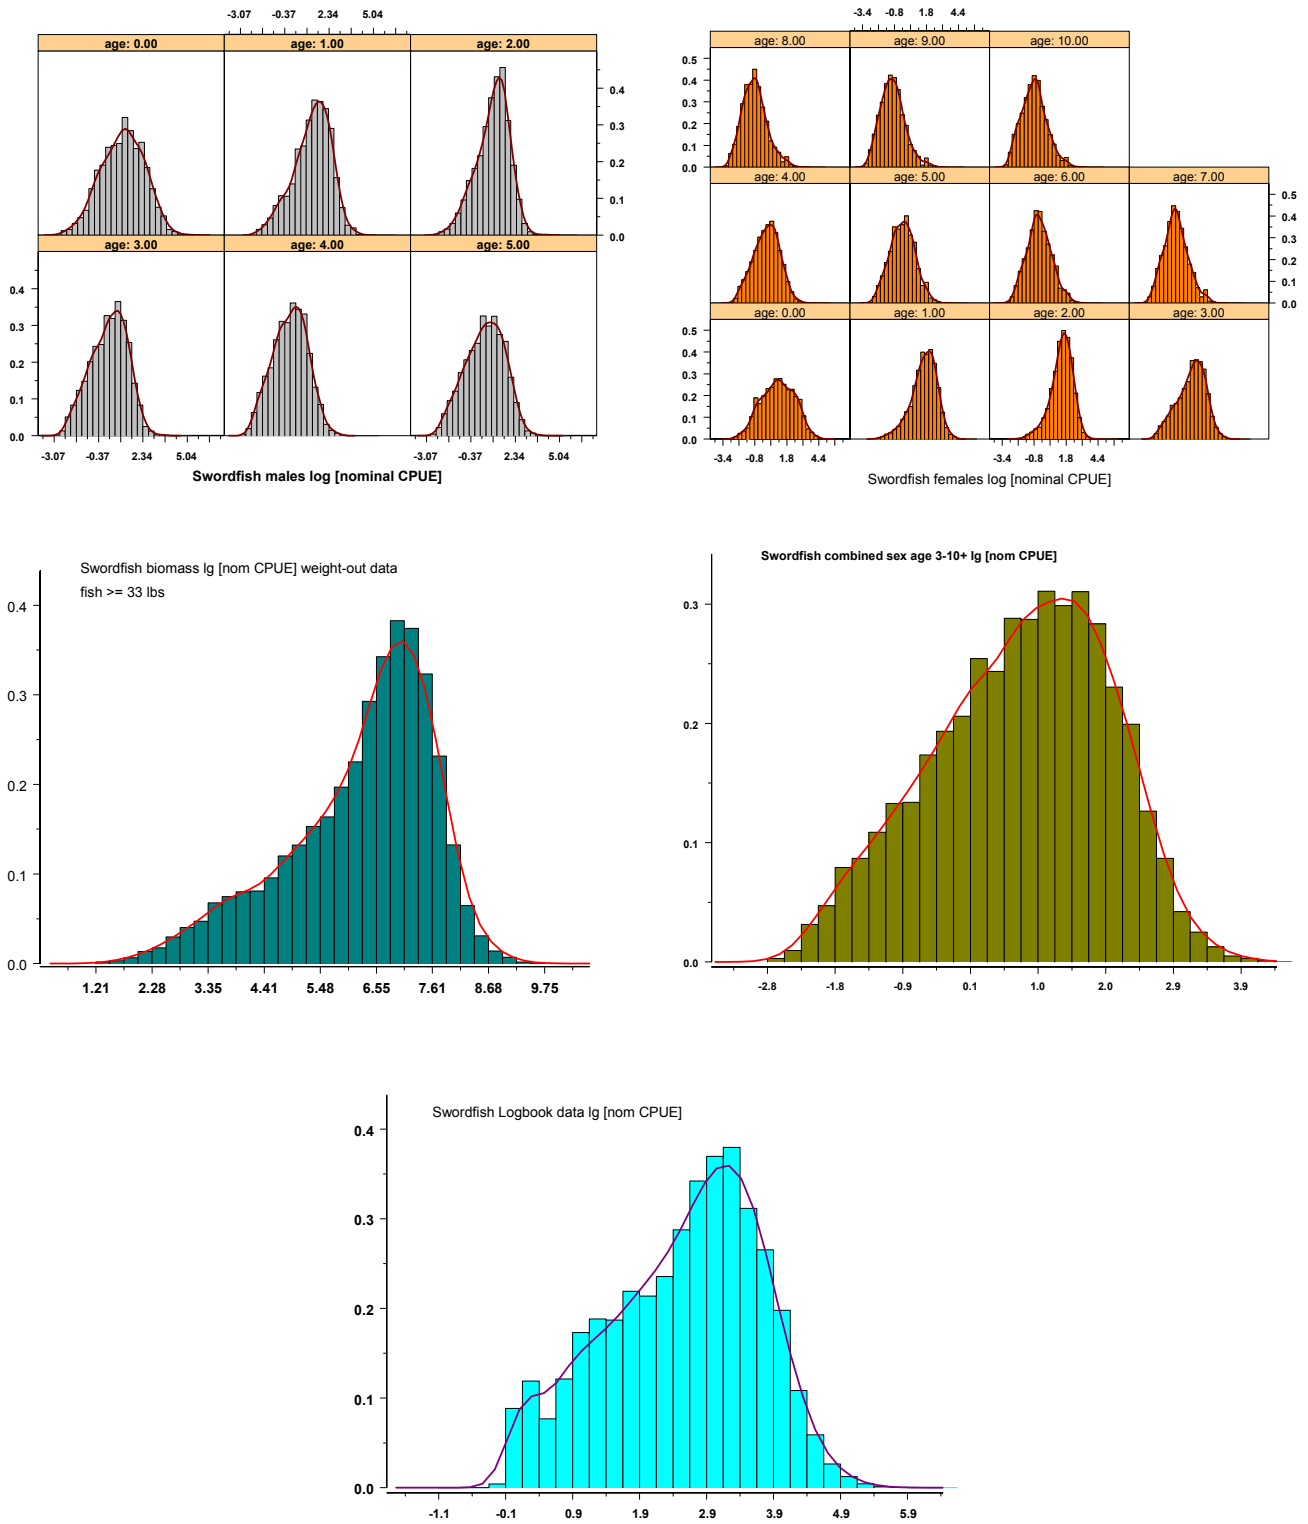 -3.07 -0.37 2.34 5.04
age: 0.00 age: 1.00 age: 2.00
0.4
0.3
0.2
0.1
0.0
age: 3.00 age: 4.00 age: 5.00
0.4
0.3
0.2
0.1
0.0
-3.07 -0.37 2.34 5.04 -3.07 -0.37 2.34 5.04
Swordfish males log [nominal CPUE]
-3.4 -0.8 1.8 4.4
age: 8.00 age: 9.00 age: 10.00
0.5
0.4
0.3
0.2
0.1
0.0
age: 4.00 age: 5.00 age: 6.00 age: 7.00
0.5
0.4
0.3
0.2
0.1
0.0
age: 0.00 age: 1.00 age: 2.00 age: 3.00
0.5
0.4
0.3
0.2
0.1
0.0
-3.4 -0.8 1.8 4.4 -3.4 -0.8 1.8 4.4
Swordfish females log [nominal CPUE]
Swordfish biomass lg [nom CPUE] weight-out data
fish >= 33 lbs
0.4
0.3
0.2
0.1
0.0
1.21 2.28 3.35 4.41 5.48 6.55 7.61 8.68 9.75
Swordfish combined sex age 3-10+ lg [nom CPUE]
0.3
0.2
0.1
0.0
-2.8 -1.8 -0.9 0.1 1.0 2.0 2.9 3.9
Swordfish Logbook data lg [nom CPUE]
0.4
0.3
0.2
0.1
0.0
-1.1 -0.1 0.9 1.9 2.9 3.9 4.9 5.9